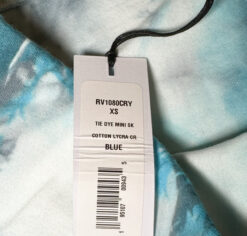 RV1080CRY
XS
TIE DYE MINI SK
COTTON LYCRA CR
BLUE